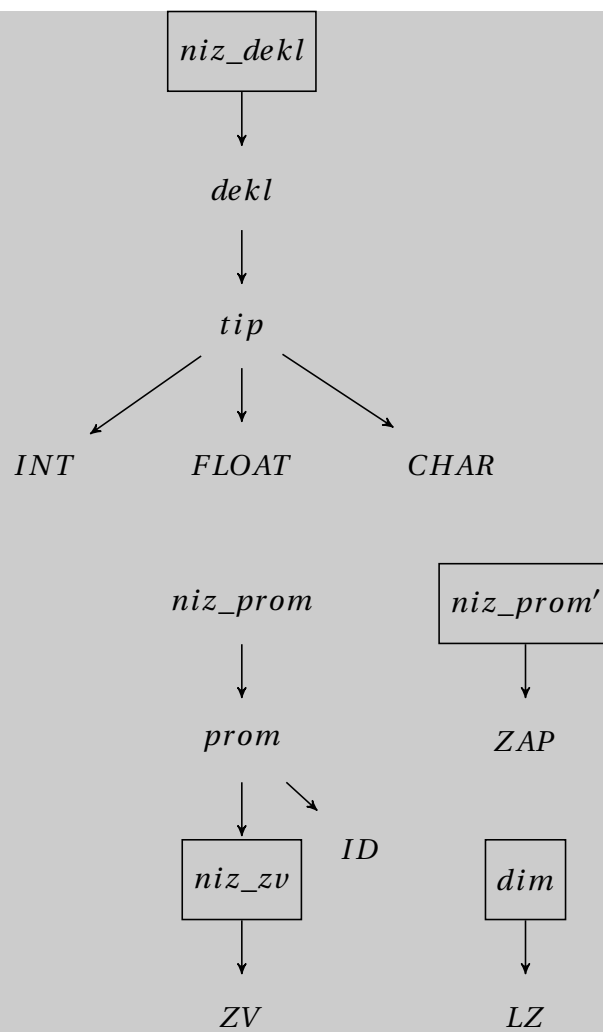 niz_dekl
dekl
tip
INT FLOAT CHAR
niz_prom niz_prom′
prom ZAP
ID
niz_zv dim
ZV LZ